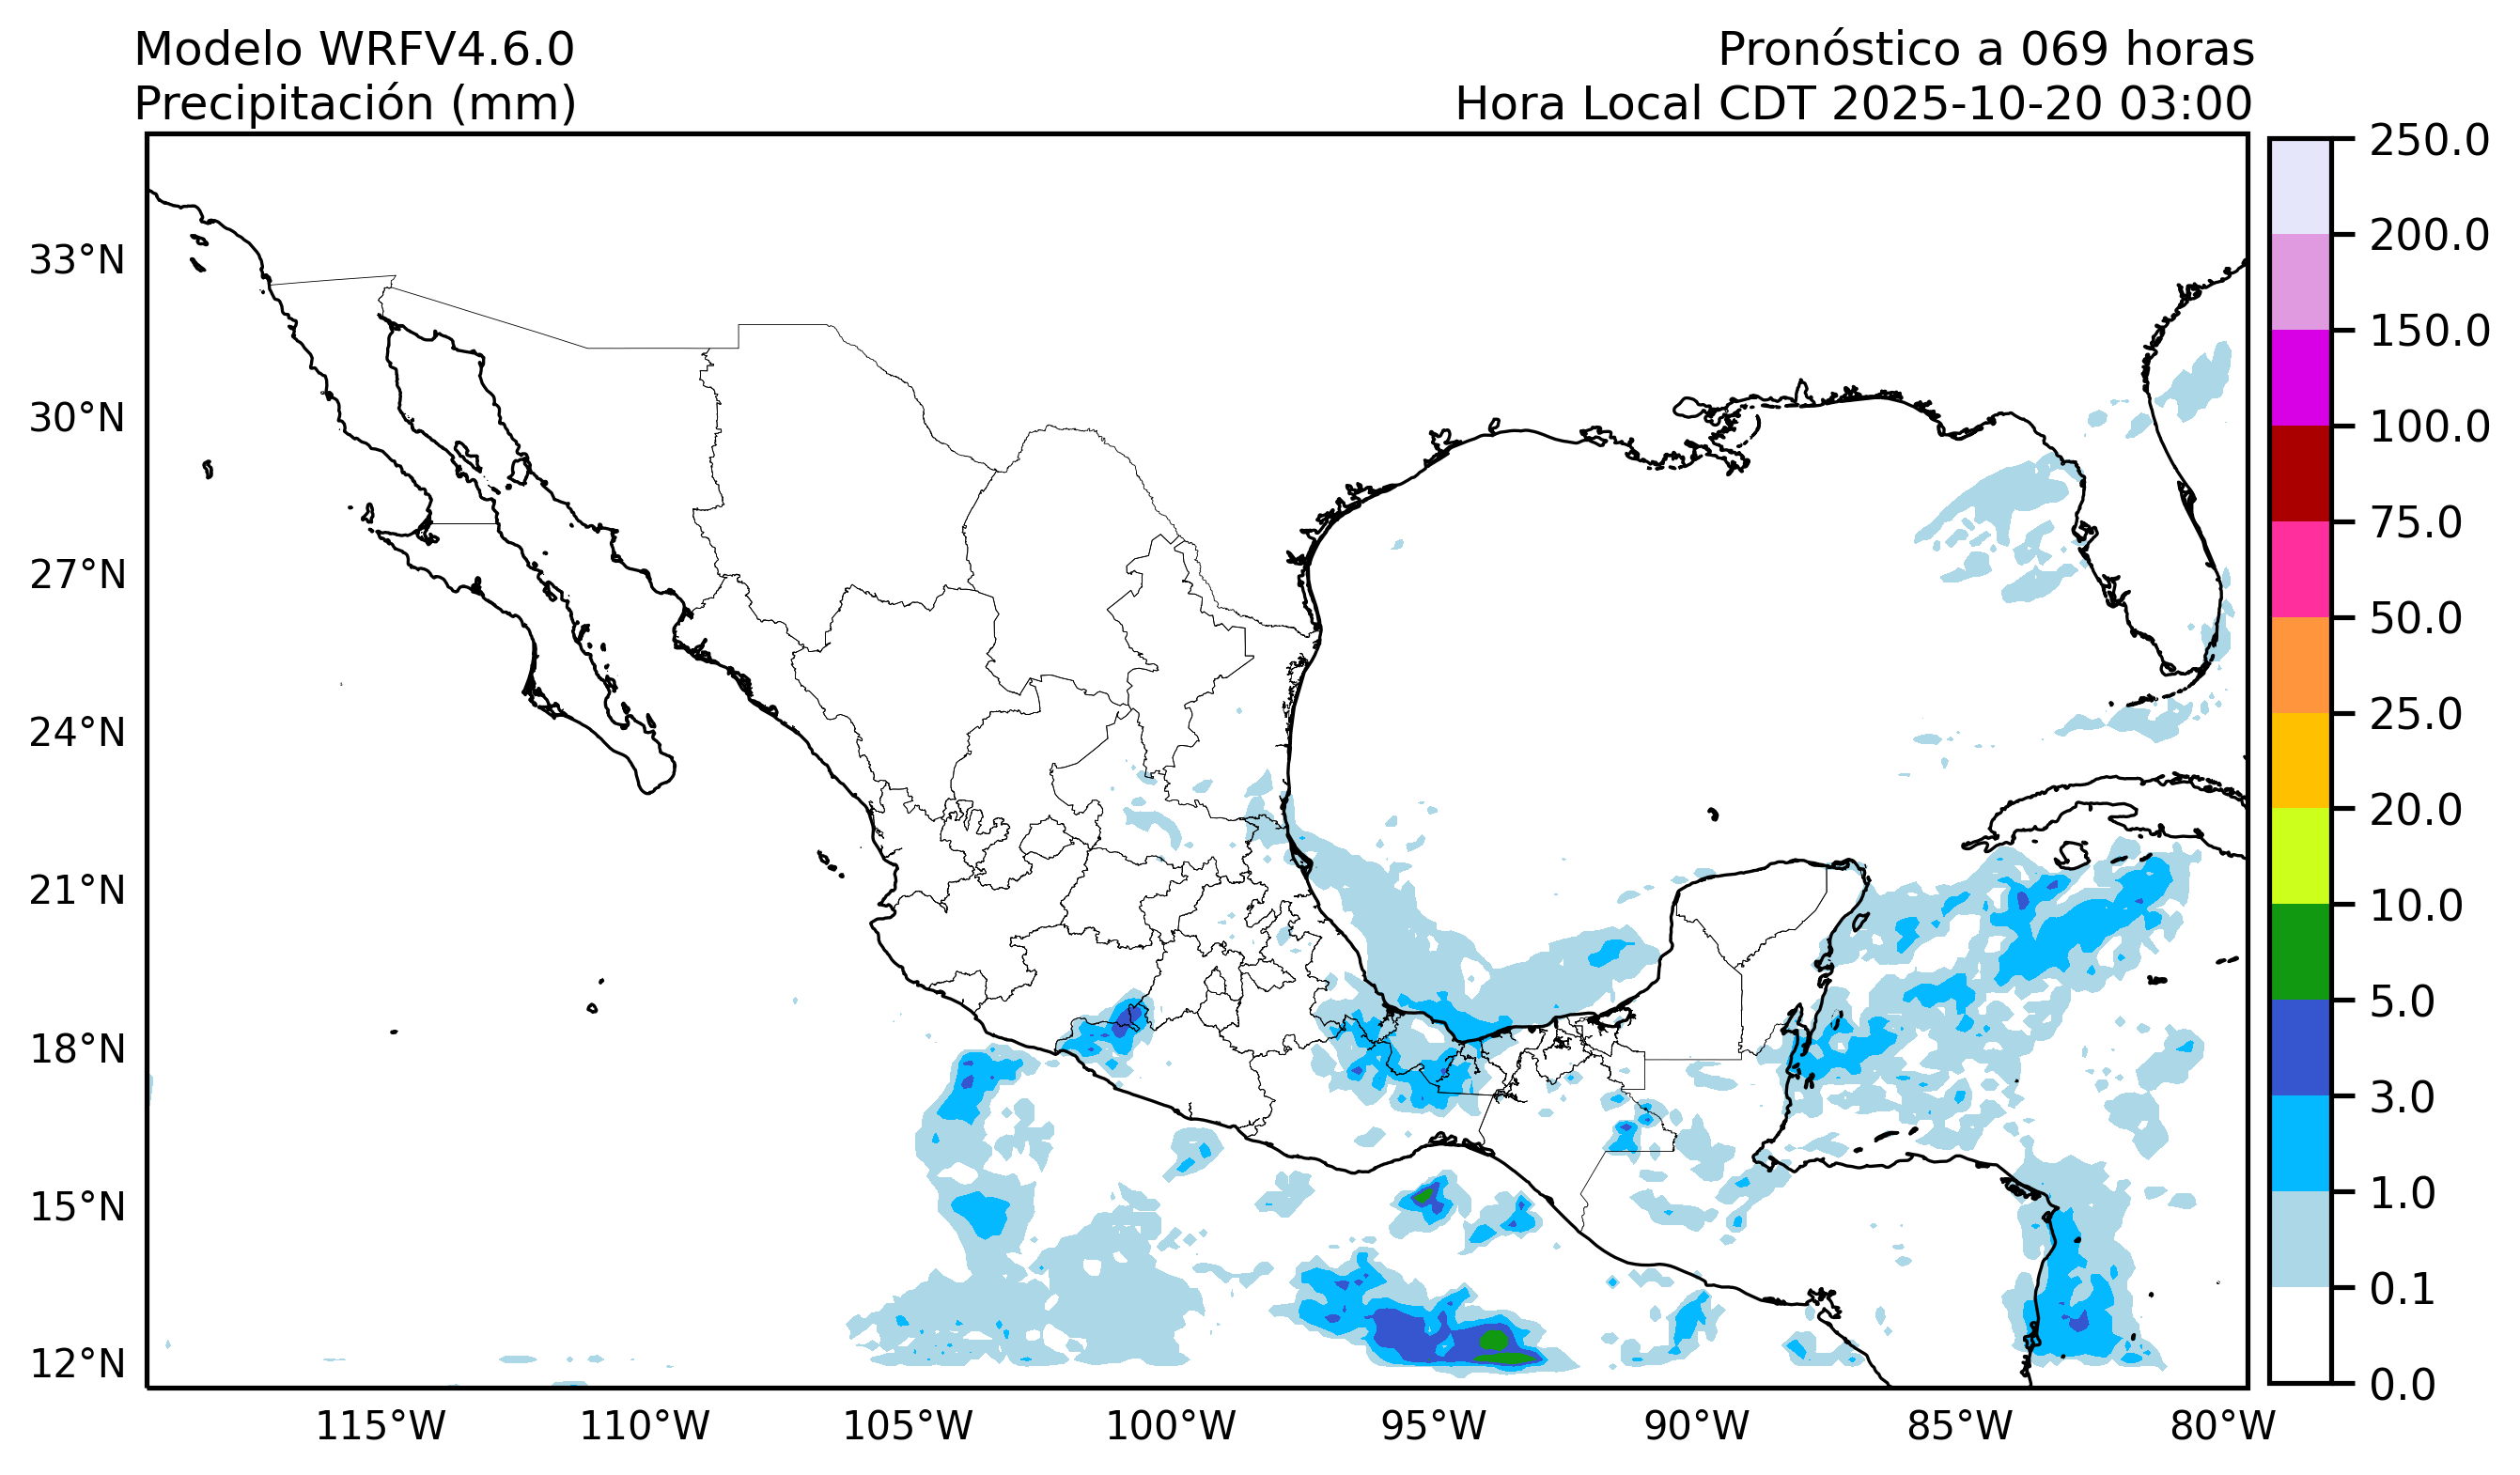 Modelo WRFV4.6.0
Precipitación (mm)
Pronóstico a 069 horas
Hora Local CDT 2025-10-20 03:00
33°N
30°N
27°N
24°N
21°N
18°N
15°N
12°N
115°W
110°W
105°W
100°W
95°W
90°W
85°W
80°W
250.0
200.0
150.0
100.0
75.0
50.0
25.0
20.0
10.0
5.0
3.0
1.0
0.1
0.0